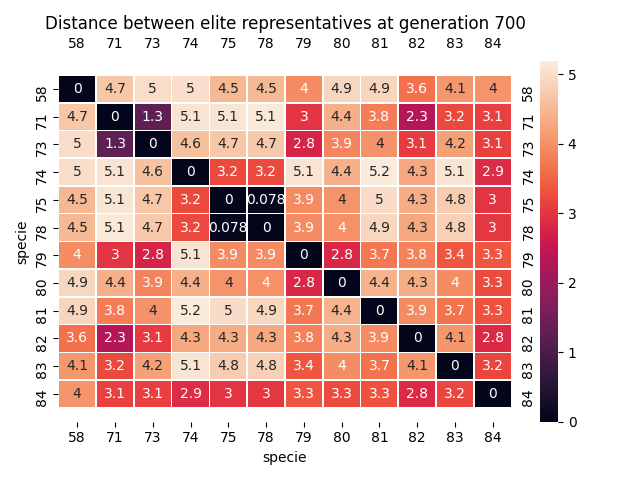 Distance between elite representatives at generation 700
58 71 73 74 75 78 79 80 81 82 83 84
58 0 4.7 5 5 4.5 4.5 4 4.9 4.9 3.6 4.1 4 58
71 4.7 0 1.3 5.1 5.1 5.1 3 4.4 3.8 2.3 3.2 3.1 71
73 5 1.3 0 4.6 4.7 4.7 2.8 3.9 4 3.1 4.2 3.1 73
74 5 5.1 4.6 0 3.2 3.2 5.1 4.4 5.2 4.3 5.1 2.9 74
75 4.5 5.1 4.7 3.2 0 0.078 3.9 4 5 4.3 4.8 3 75
78 4.5 5.1 4.7 3.2 0.078 0 3.9 4 4.9 4.3 4.8 3 78
79 4 3 2.8 5.1 3.9 3.9 0 2.8 3.7 3.8 3.4 3.3 79
80 4.9 4.4 3.9 4.4 4 4 2.8 0 4.4 4.3 4 3.3 80
81 4.9 3.8 4 5.2 5 4.9 3.7 4.4 0 3.9 3.7 3.3 81
82 3.6 2.3 3.1 4.3 4.3 4.3 3.8 4.3 3.9 0 4.1 2.8 82
83 4.1 3.2 4.2 5.1 4.8 4.8 3.4 4 3.7 4.1 0 3.2 83
84 4 3.1 3.1 2.9 3 3 3.3 3.3 3.3 2.8 3.2 0 84
58 71 73 74 75 78 79 80 81 82 83 84
specie
specie
5
4
3
2
1
0